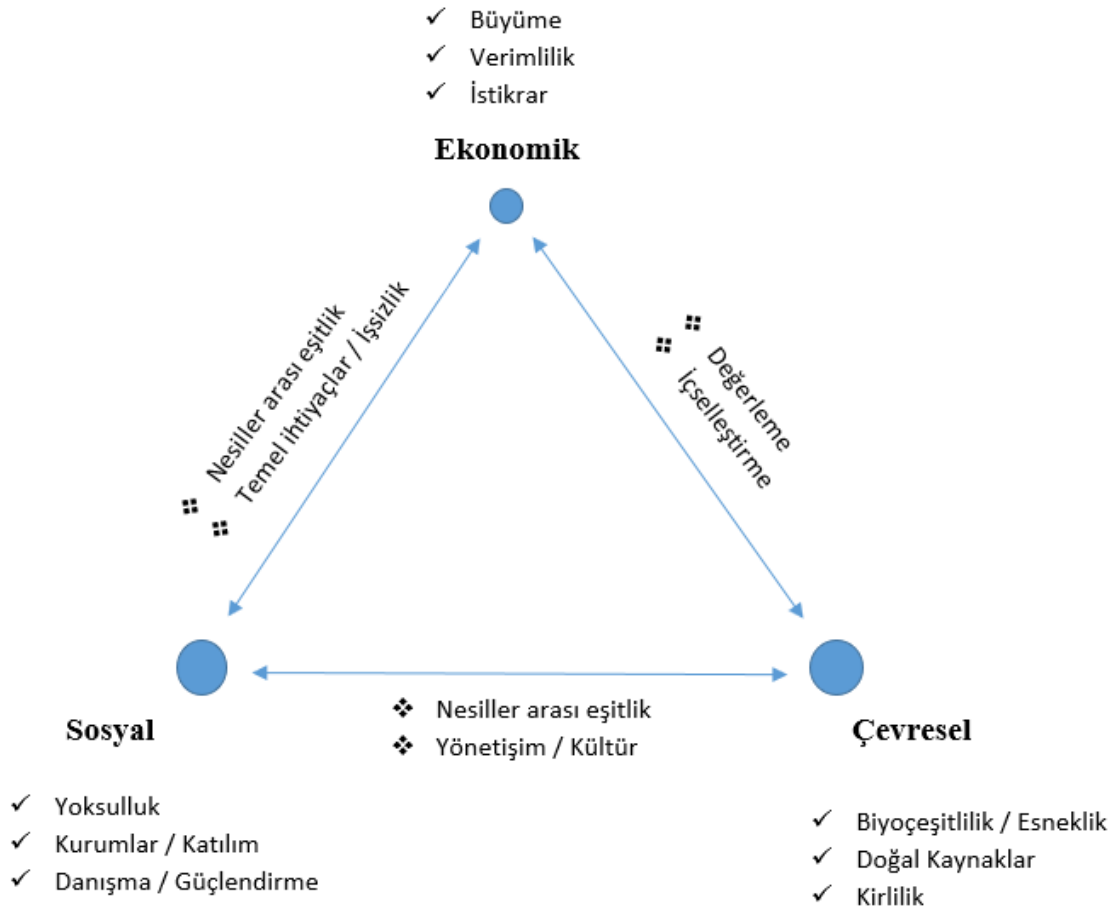 Büyüme
Verimlilik
İstikrar
Ekonomik
Nesiller arası eşitlik
Temel ihtiyaçlar / İşsizlik
Değerleme
İçselleştirme
Nesiller arası eşitlik
Yönetişim / Kültür
Sosyal
Çevresel
Yoksulluk
Kurumlar / Katılım
Danışma / Güçlendirme
Biyoçeşitlilik / Esneklik
Doğal Kaynaklar
Kirlilik